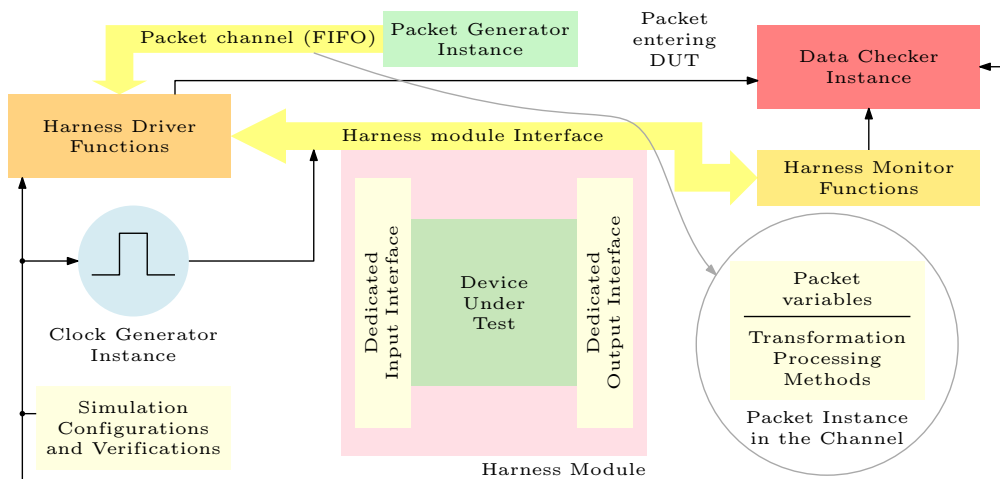 Packet channel (FIFO)
Packet Generator
Instance
Packet
entering
DUT
Data Checker
Instance
Harness Driver
Functions
Harness module Interface
Harness Monitor
Functions
Clock Generator
Instance
Dedicated
Input Interface
Device
Under
Test
Dedicated
Output Interface
Packet
variables
Transformation
Processing
Methods
Packet Instance
in the Channel
Simulation
Configurations
and Verifications
Harness Module